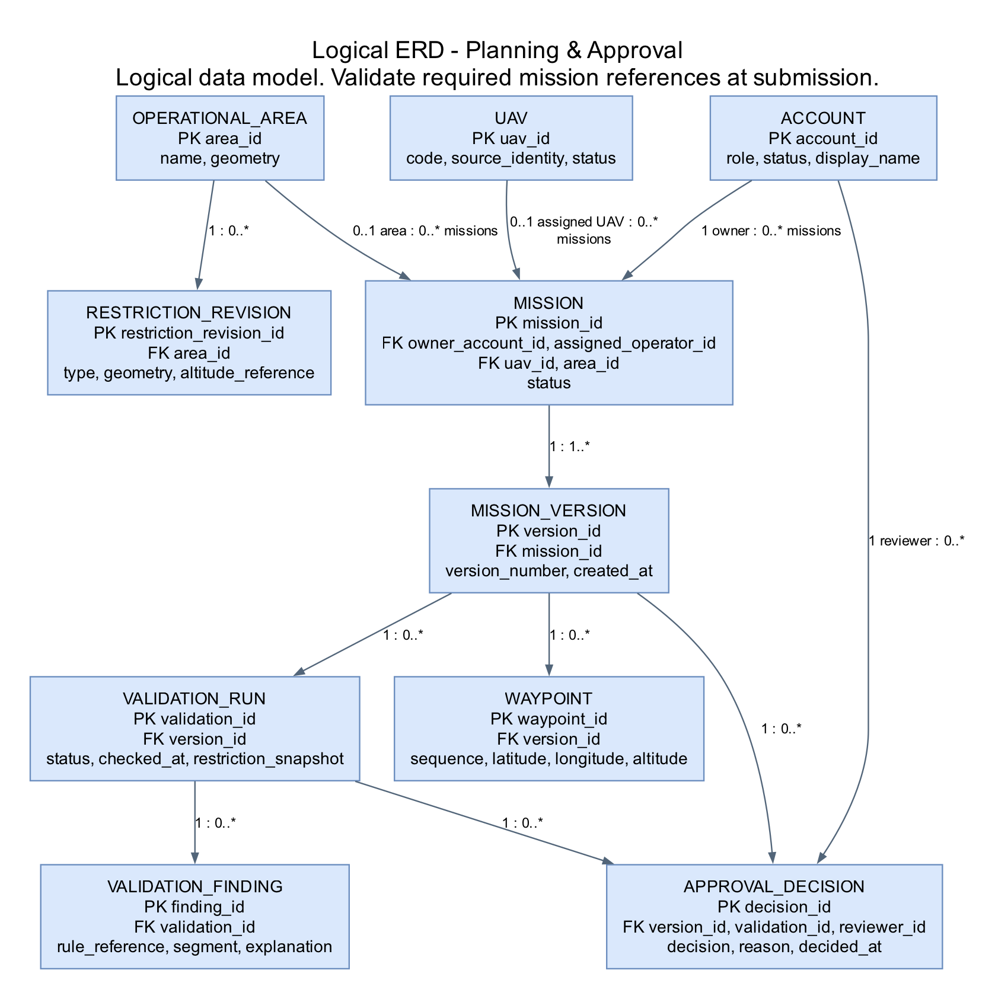 Logical ERD - Planning & Approval
Logical data model. Validate required mission references at submission.
OPERATIONAL_AREA
PK area_id
name, geometry
UAV
PK uav_id
code, source_identity, status
ACCOUNT
PK account_id
role, status, display_name
1 : 0..*
0..1 area : 0..* missions
0..1 assigned UAV : 0..*
missions
1 owner : 0..* missions
RESTRICTION_REVISION
PK restriction_revision_id
FK area_id
type, geometry, altitude_reference
MISSION
PK mission_id
FK owner_account_id, assigned_operator_id
FK uav_id, area_id
status
1 : 1..*
MISSION_VERSION
PK version_id
FK mission_id
version_number, created_at
1 reviewer : 0..*
1 : 0..*
1 : 0..*
1 : 0..*
VALIDATION_RUN
PK validation_id
FK version_id
status, checked_at, restriction_snapshot
WAYPOINT
PK waypoint_id
FK version_id
sequence, latitude, longitude, altitude
1 : 0..*
1 : 0..*
VALIDATION_FINDING
PK finding_id
FK validation_id
rule_reference, segment, explanation
APPROVAL_DECISION
PK decision_id
FK version_id, validation_id, reviewer_id
decision, reason, decided_at